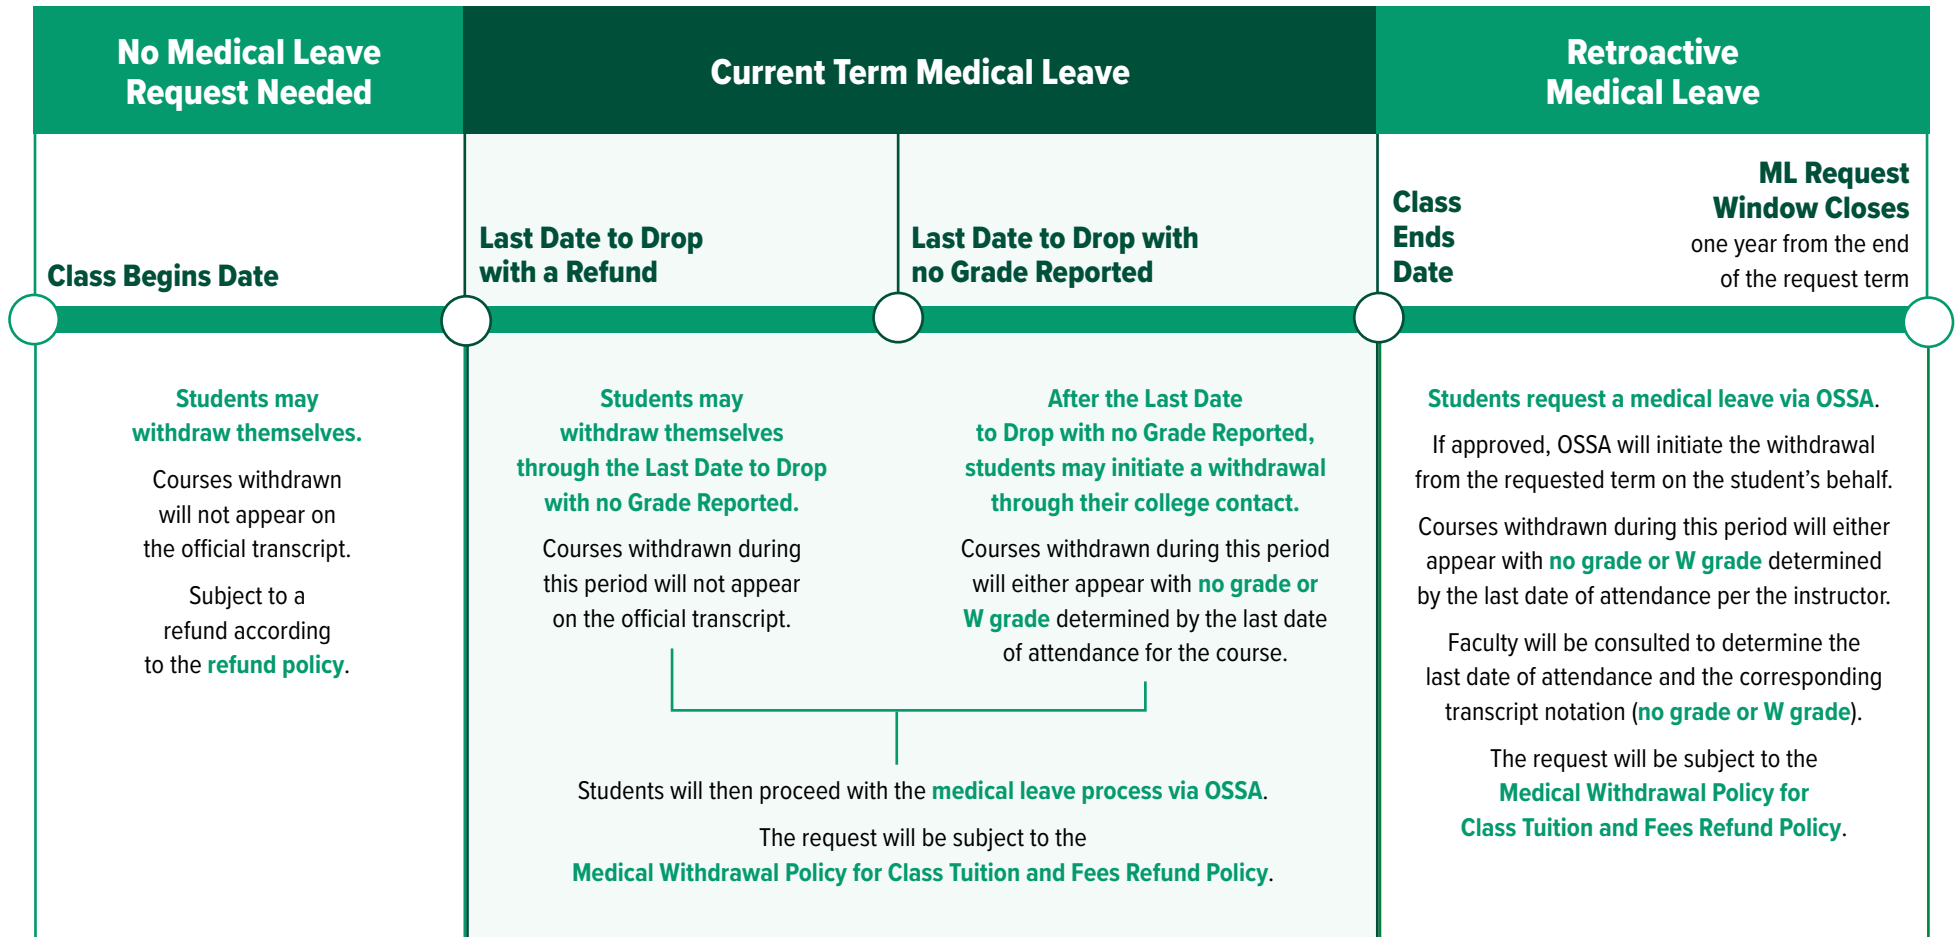 No Medical Leave
Request Needed
Current Term Medical Leave
Retroactive
Medical Leave
Class Begins Date
Last Date to Drop
with a Refund
Last Date to Drop with
no Grade Reported
Class
Ends
Date
ML Request
Window Closes
one year from the end
of the request term
Students may
withdraw themselves.
Courses withdrawn
will not appear on
the official transcript.
Subject to a
refund according
to the refund policy.
Students may
withdraw themselves
through the Last Date to Drop
with no Grade Reported.
Courses withdrawn during
this period will not appear
on the official transcript.
After the Last Date
to Drop with no Grade Reported,
students may initiate a withdrawal
through their college contact.
Courses withdrawn during this period
will either appear with no grade or
W grade determined by the last date
of attendance for the course.
Students will then proceed with the medical leave process via OSSA.
The request will be subject to the
Medical Withdrawal Policy for Class Tuition and Fees Refund Policy.
Students request a medical leave via OSSA.
If approved, OSSA will initiate the withdrawal
from the requested term on the student’s behalf.
Courses withdrawn during this period will either
appear with no grade or W grade determined
by the last date of attendance per the instructor.
Faculty will be consulted to determine the
last date of attendance and the corresponding
transcript notation (no grade or W grade).
The request will be subject to the
Medical Withdrawal Policy for
Class Tuition and Fees Refund Policy.